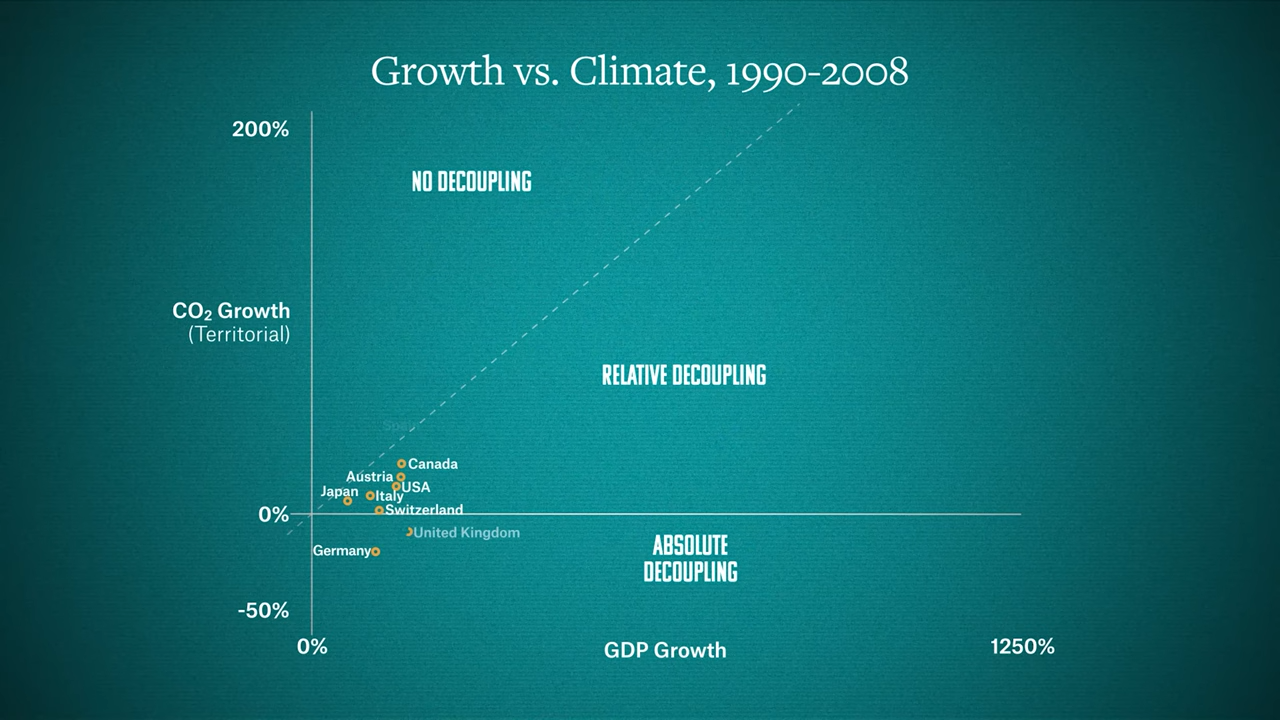 Growth vs. Climate, 1990-2008
200%
NO DECOUPLING
CO₂ Growth
(Territorial)
RELATIVE DECOUPLING
Canada
Austria
USA
Japan
Italy
Switzerland
0%
United Kingdom
Germany
ABSOLUTE
DECOUPLING
-50%
0%
GDP Growth
1250%